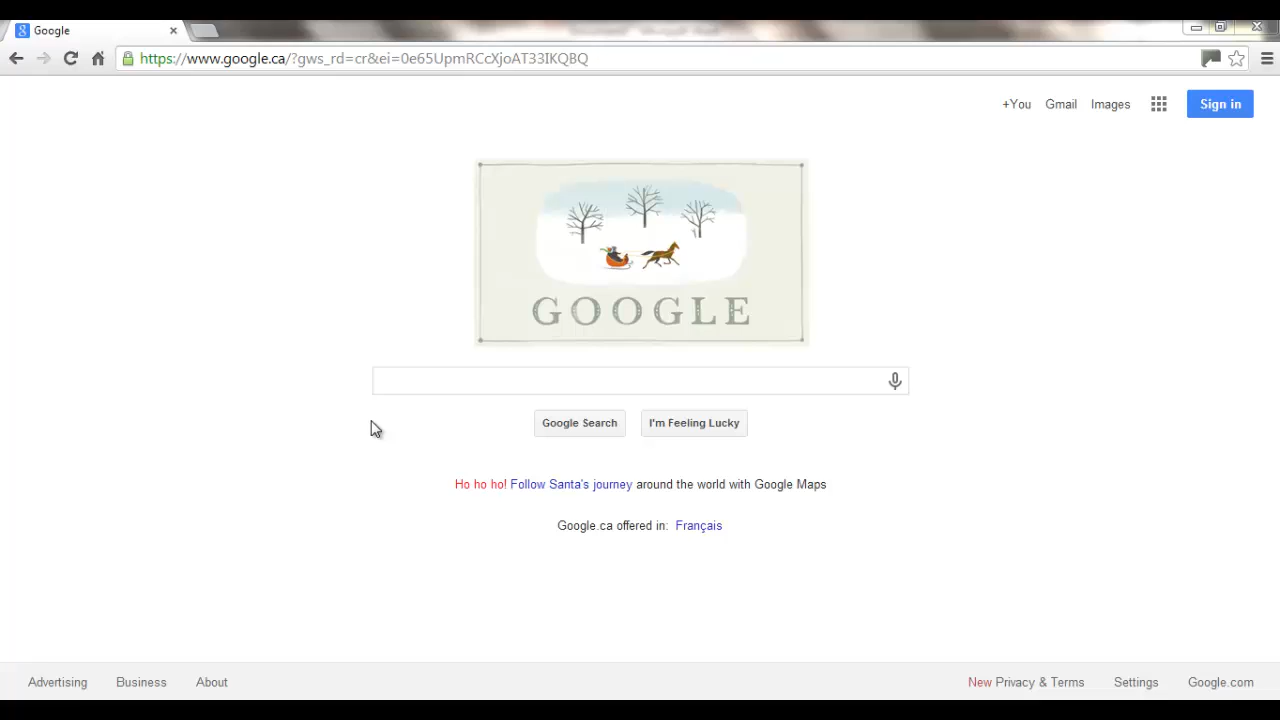 Google
https://www.google.ca/?gws_rd=cr&ei=0e65UpmRCcXjoAT33IKQBQ
+You Gmail Images Sign in
GOOGLE
Google Search I'm Feeling Lucky
Ho ho ho! Follow Santa's journey around the world with Google Maps
Google.ca offered in: Français
Advertising Business About New Privacy & Terms Settings Google.com